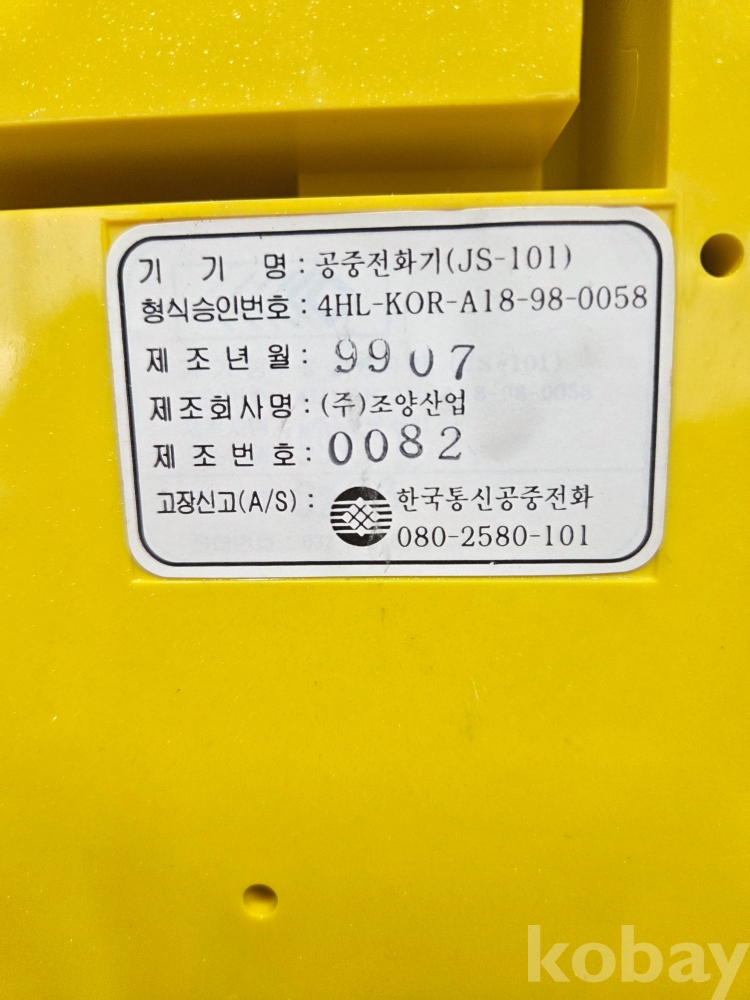 기 기 명 : 공중전화기(JS-101)
형식승인번호 : 4HL-KOR-A18-98-0058
제 조 년 월 : 9907
제조회사명 : (주)조양산업
제 조 번 호 : 0082
고장신고(A/S) : 한국통신공중전화
080-2580-101
kobay